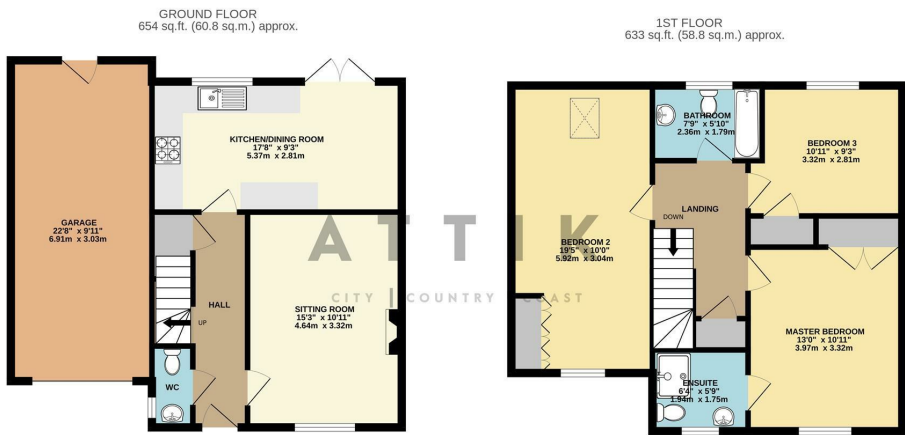 GROUND FLOOR
654 sq.ft. (60.8 sq.m.) approx.
GARAGE
22'8" x 9'11"
6.91m x 3.03m
KITCHEN/DINING ROOM
17'8" x 9'3"
5.37m x 2.81m
HALL
UP
WC
SITTING ROOM
15'3" x 10'11"
4.64m x 3.32m
1ST FLOOR
633 sq.ft. (58.8 sq.m.) approx.
BATHROOM
7'9" x 5'10"
2.36m x 1.79m
BEDROOM 3
10'11" x 9'3"
3.32m x 2.81m
LANDING
DOWN
BEDROOM 2
19'5" x 10'0"
5.92m x 3.04m
MASTER BEDROOM
13'0" x 10'11"
3.97m x 3.32m
ENSUITE
6'4" x 5'9"
1.94m x 1.75m
ATTIK
CITY | COUNTRY | COAST